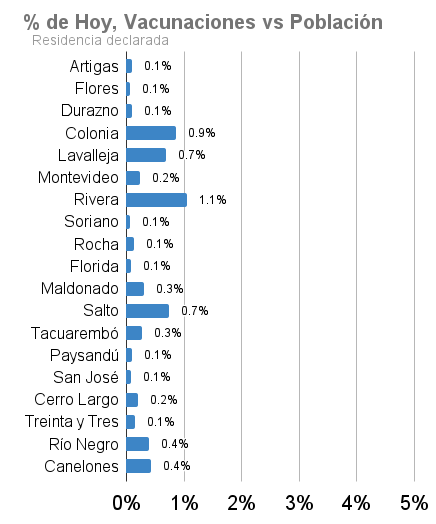 % de Hoy, Vacunaciones vs Población
Residencia declarada
Artigas 0.1%
Flores 0.1%
Durazno 0.1%
Colonia 0.9%
Lavalleja 0.7%
Montevideo 0.2%
Rivera 1.1%
Soriano 0.1%
Rocha 0.1%
Florida 0.1%
Maldonado 0.3%
Salto 0.7%
Tacuarembó 0.3%
Paysandú 0.1%
San José 0.1%
Cerro Largo 0.2%
Treinta y Tres 0.1%
Río Negro 0.4%
Canelones 0.4%
0% 1% 2% 3% 4% 5%